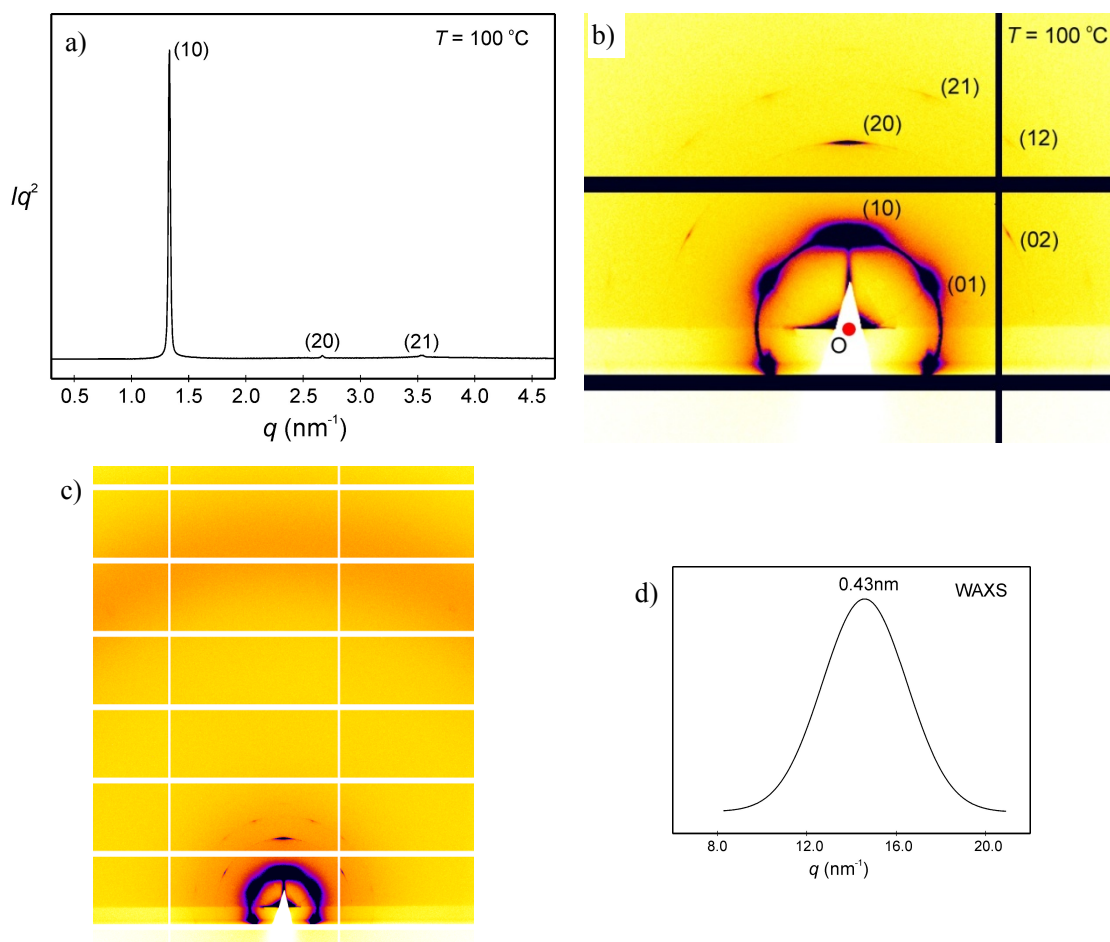 a)
T = 100 °C
(10)
(20)
(21)
Iq²
0.5 1.0 1.5 2.0 2.5 3.0 3.5 4.0 4.5
q (nm⁻¹)
b)
T = 100 °C
(21)
(20)
(12)
(10)
(02)
(01)
O
c)
d)
0.43nm
WAXS
8.0 12.0 16.0 20.0
q (nm⁻¹)